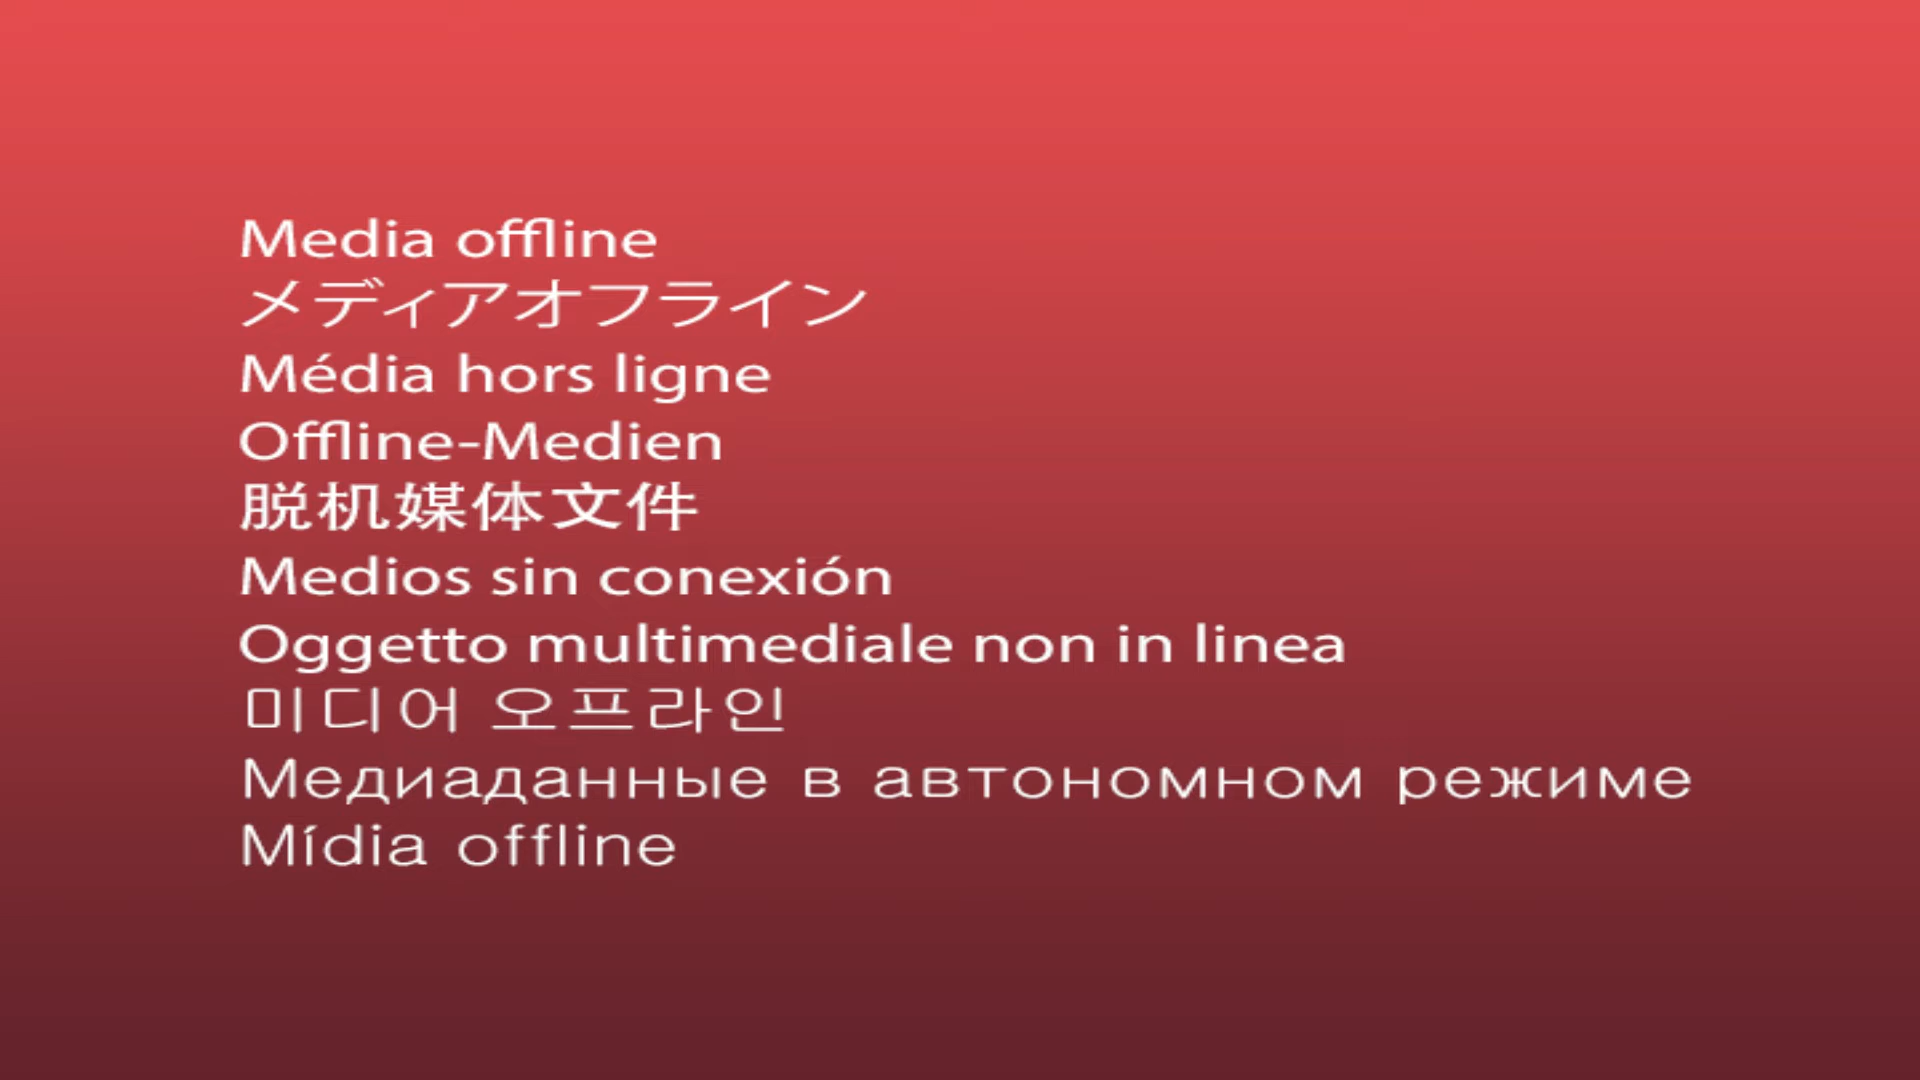 Media offline
メディアオフライン
Média hors ligne
Offline-Medien
脱机媒体文件
Medios sin conexión
Oggetto multimediale non in linea
미디어 오프라인
Медиаданные в автономном режиме
Mídia offline